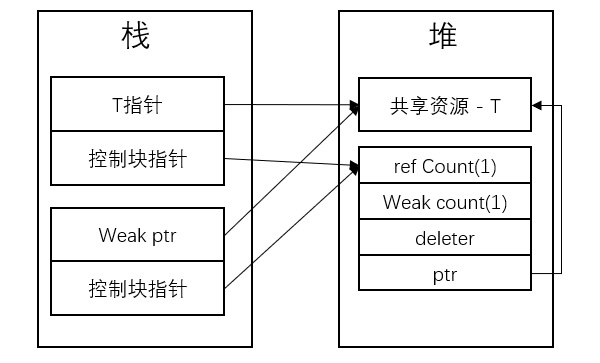 栈
T指针
控制块指针
Weak ptr
控制块指针
堆
共享资源 - T
ref Count(1)
Weak count(1)
deleter
ptr